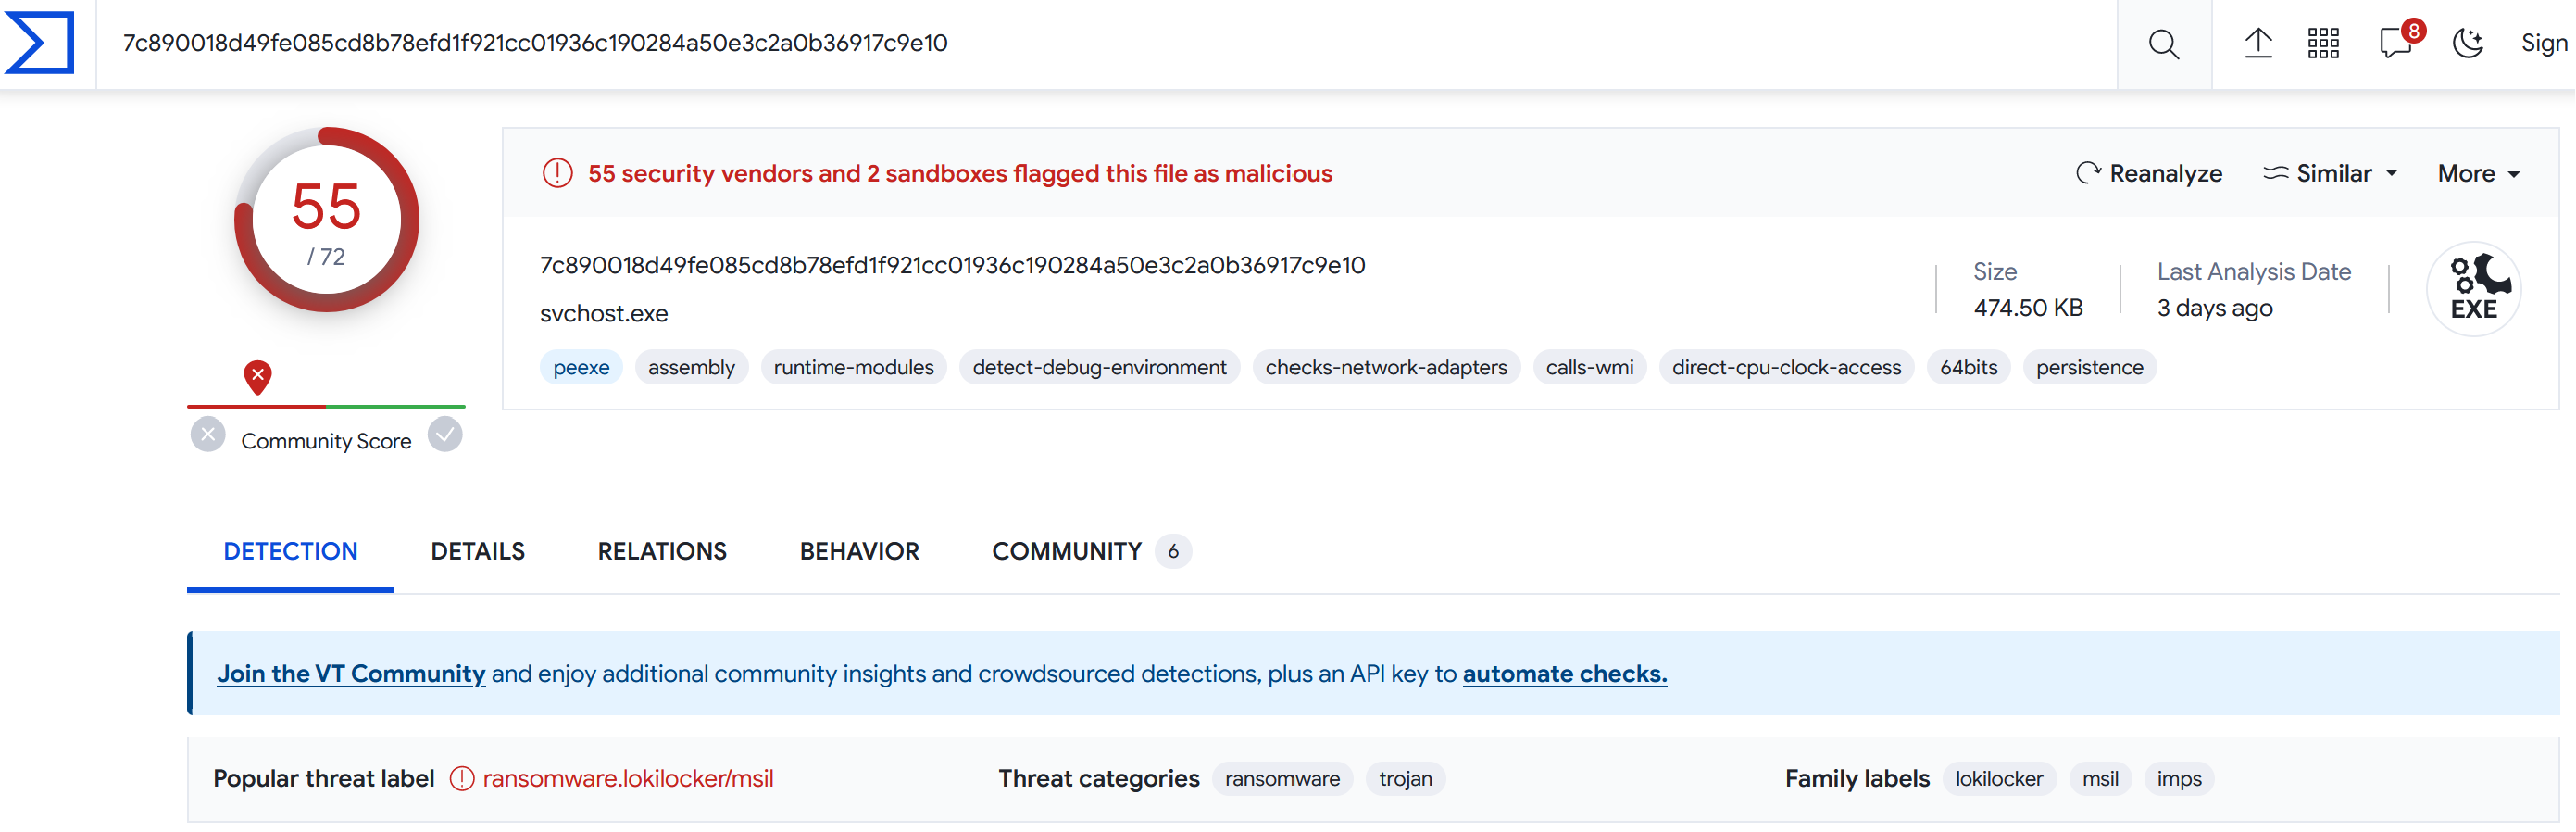 7c890018d49fe085cd8b78efd1f921cc01936c190284a50e3c2a0b36917c9e10
8
Sign
55
/ 72
Community Score
55 security vendors and 2 sandboxes flagged this file as malicious
Reanalyze
Similar
More
7c890018d49fe085cd8b78efd1f921cc01936c190284a50e3c2a0b36917c9e10
svchost.exe
Size
474.50 KB
Last Analysis Date
3 days ago
EXE
peexe assembly runtime-modules detect-debug-environment checks-network-adapters calls-wmi direct-cpu-clock-access 64bits persistence
DETECTION DETAILS RELATIONS BEHAVIOR COMMUNITY 6
Join the VT Community and enjoy additional community insights and crowdsourced detections, plus an API key to automate checks.
Popular threat label ransomware.lokilocker/msil Threat categories ransomware trojan Family labels lokilocker msil imps